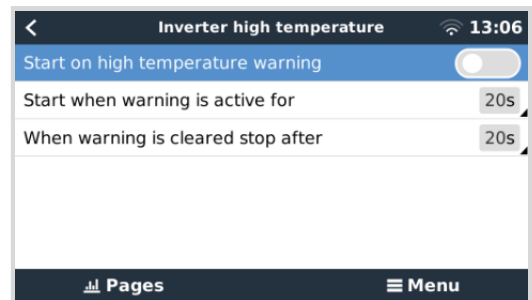 Inverter high temperature 13:06
Start on high temperature warning
Start when warning is active for 20s
When warning is cleared stop after 20s
Pages Menu